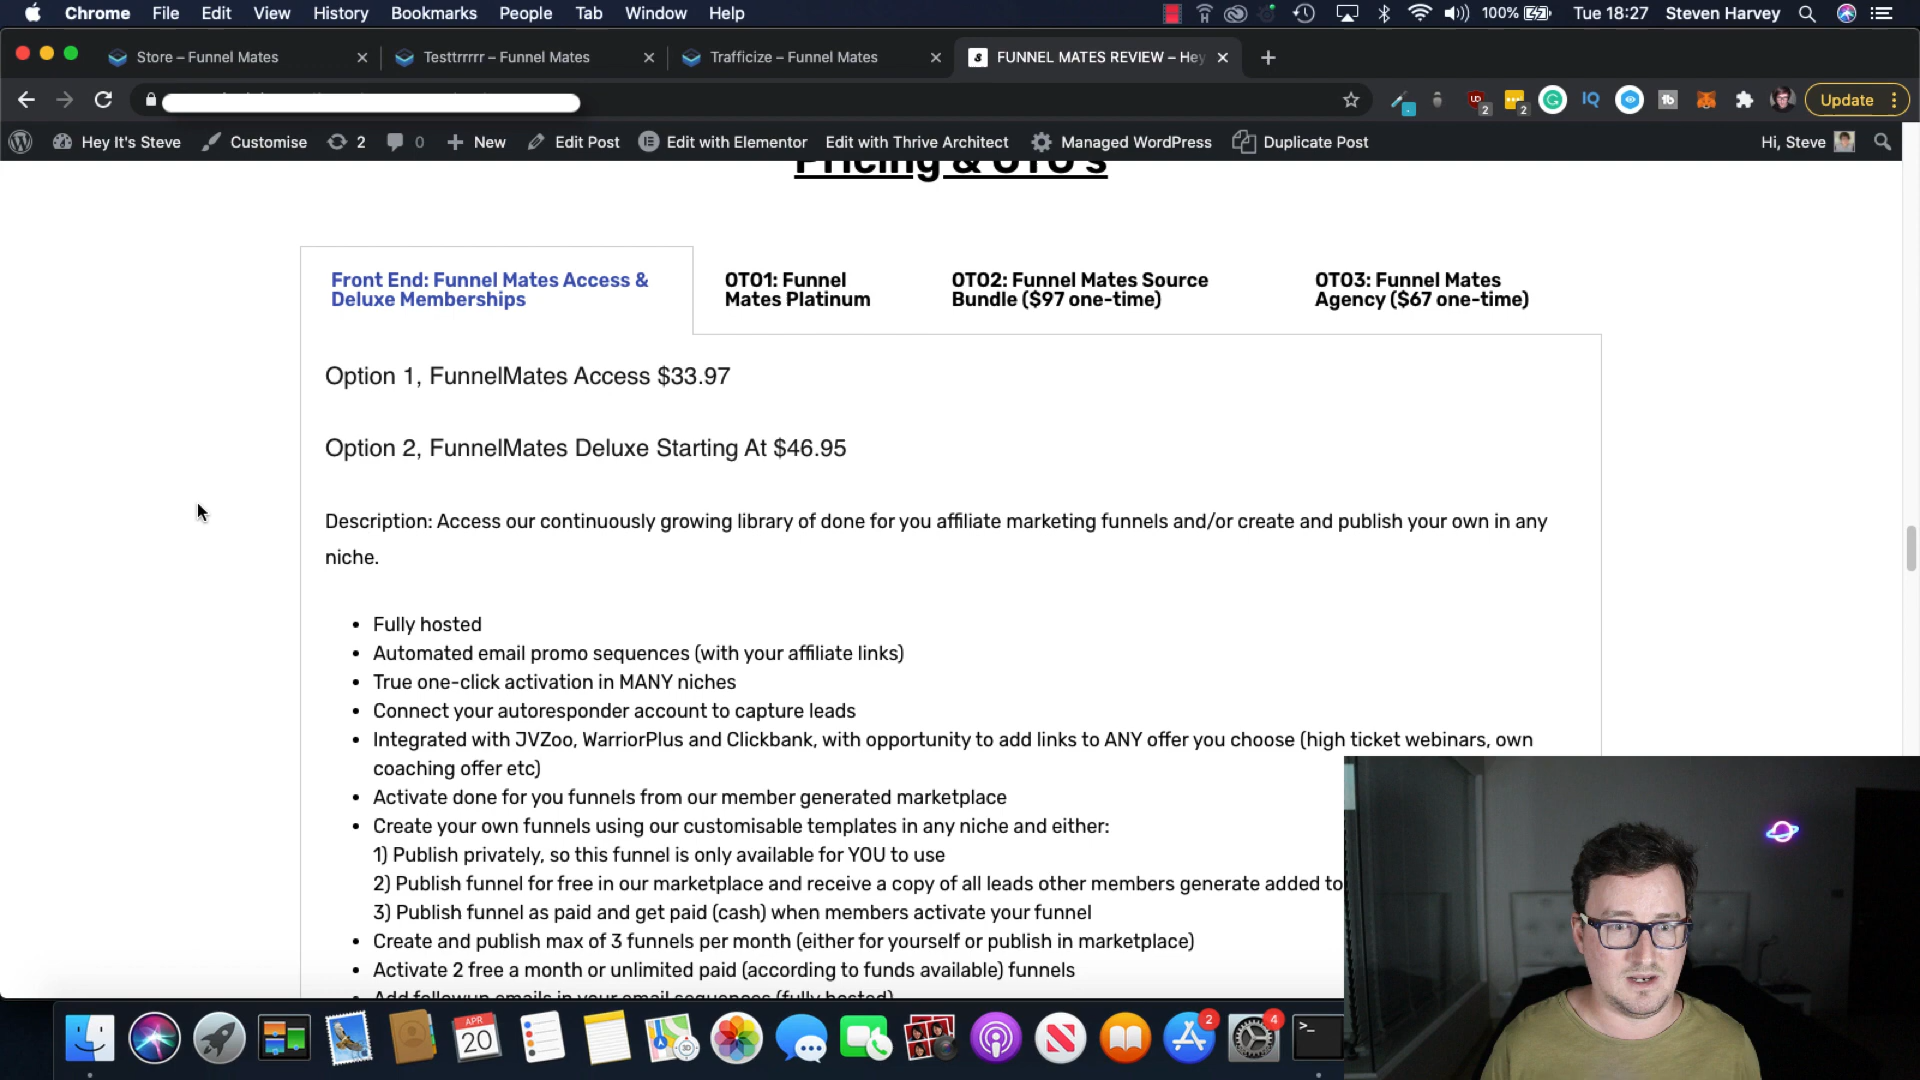 Chrome File Edit View History Bookmarks People Tab Window Help 100% Tue 18:27 Steven Harvey
Store – Funnel Mates Testtrrrrr – Funnel Mates Trafficize – Funnel Mates FUNNEL MATES REVIEW – Hey
Update
Hey It's Steve Customise 2 0 New Edit Post Edit with Elementor Edit with Thrive Architect Managed WordPress Duplicate Post Hi, Steve
Pricing & OTO's
Front End: Funnel Mates Access &
Deluxe Memberships
OTO1: Funnel
Mates Platinum
OTO2: Funnel Mates Source
Bundle ($97 one-time)
OTO3: Funnel Mates
Agency ($67 one-time)
Option 1, FunnelMates Access $33.97
Option 2, FunnelMates Deluxe Starting At $46.95
Description: Access our continuously growing library of done for you affiliate marketing funnels and/or create and publish your own in any
niche.
• Fully hosted
• Automated email promo sequences (with your affiliate links)
• True one-click activation in MANY niches
• Connect your autoresponder account to capture leads
• Integrated with JVZoo, WarriorPlus and Clickbank, with opportunity to add links to ANY offer you choose (high ticket webinars, own
coaching offer etc)
• Activate done for you funnels from our member generated marketplace
• Create your own funnels using our customisable templates in any niche and either:
1) Publish privately, so this funnel is only available for YOU to use
2) Publish funnel for free in our marketplace and receive a copy of all leads other members generate added to
3) Publish funnel as paid and get paid (cash) when members activate your funnel
• Create and publish max of 3 funnels per month (either for yourself or publish in marketplace)
• Activate 2 free a month or unlimited paid (according to funds available) funnels
• Add followup emails in your email sequences (fully hosted)
APR
20
2
4